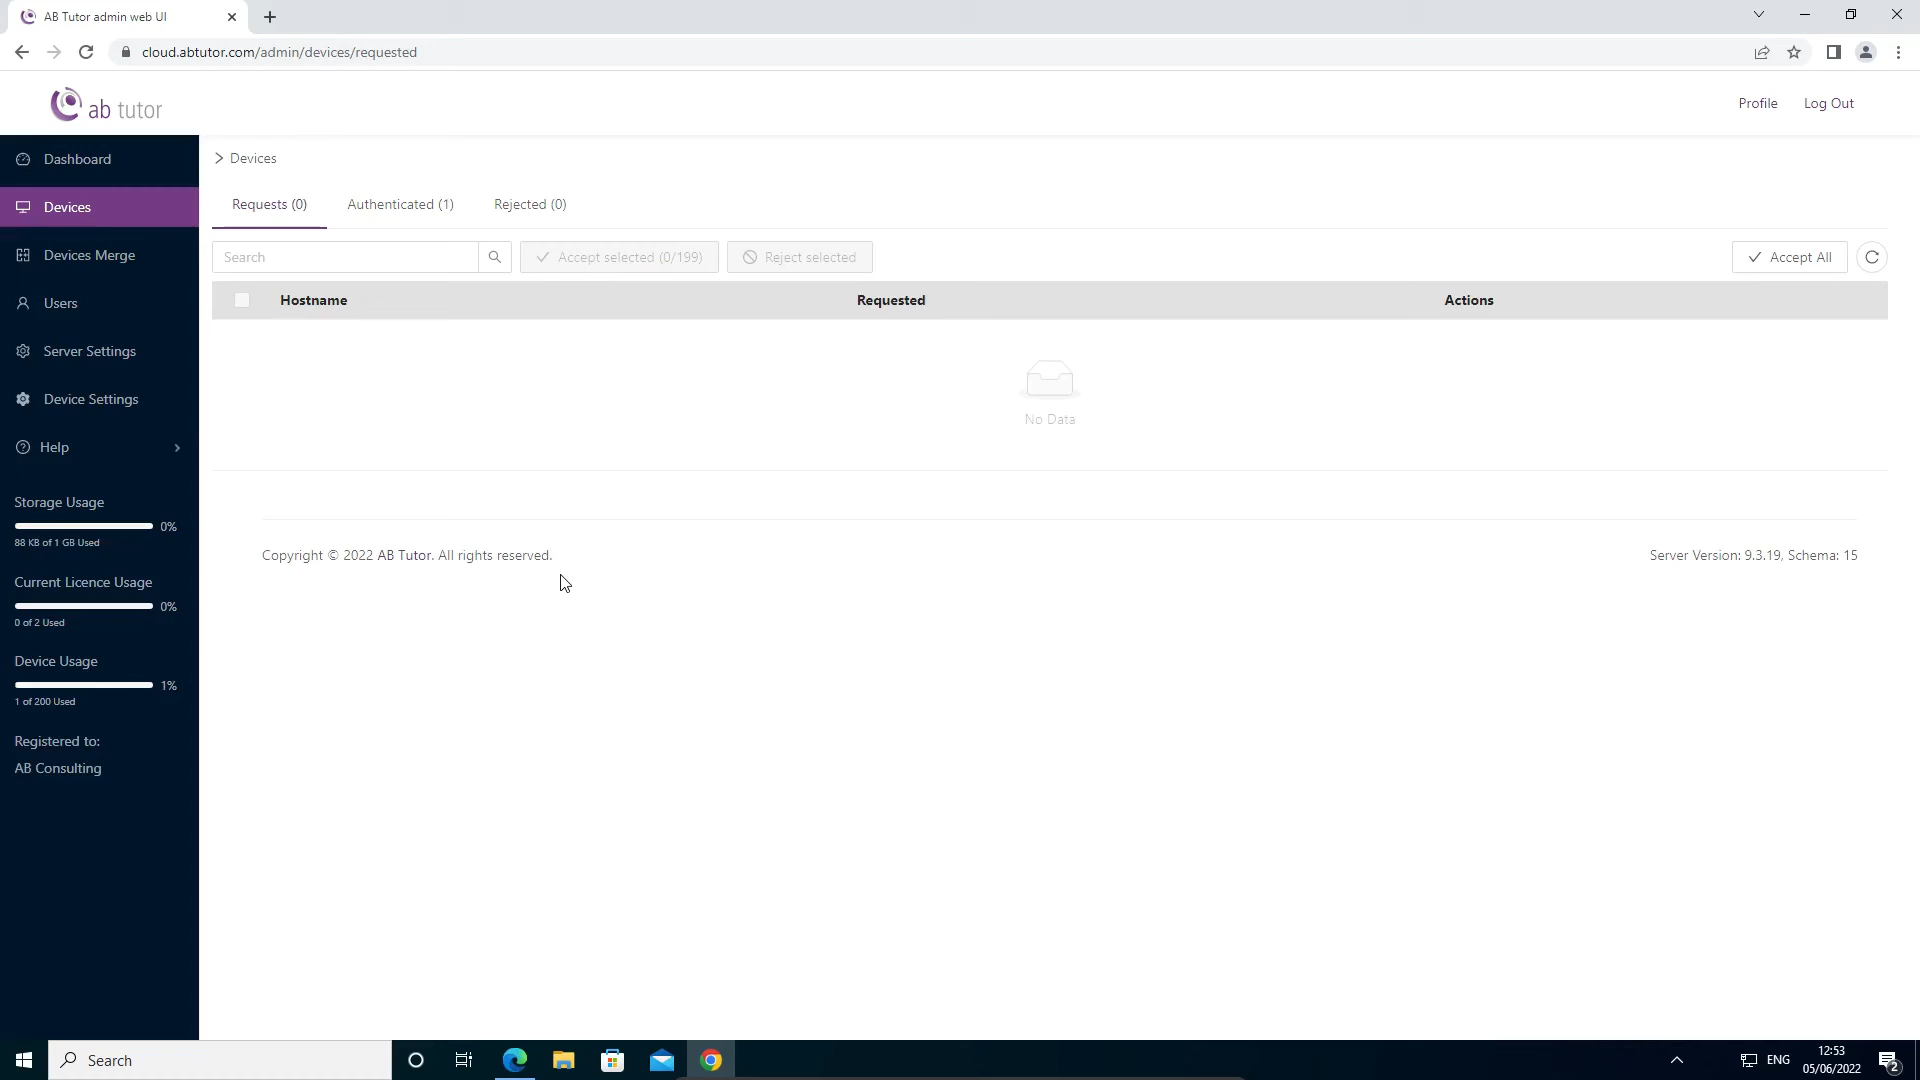 AB Tutor admin web UI
cloud.abtutor.com/admin/devices/requested
ab tutor
Profile
Log Out
Dashboard
Devices
Devices Merge
Users
Server Settings
Device Settings
Help
Storage Usage
0%
88 KB of 1 GB Used
Current Licence Usage
0%
0 of 2 Used
Device Usage
1%
1 of 200 Used
Registered to:
AB Consulting
Devices
Requests (0)
Authenticated (1)
Rejected (0)
Search
Accept selected (0/199)
Reject selected
Accept All
Hostname
Requested
Actions
No Data
Copyright © 2022 AB Tutor. All rights reserved.
Server Version: 9.3.19, Schema: 15
Search
ENG
12:53
05/06/2022
2